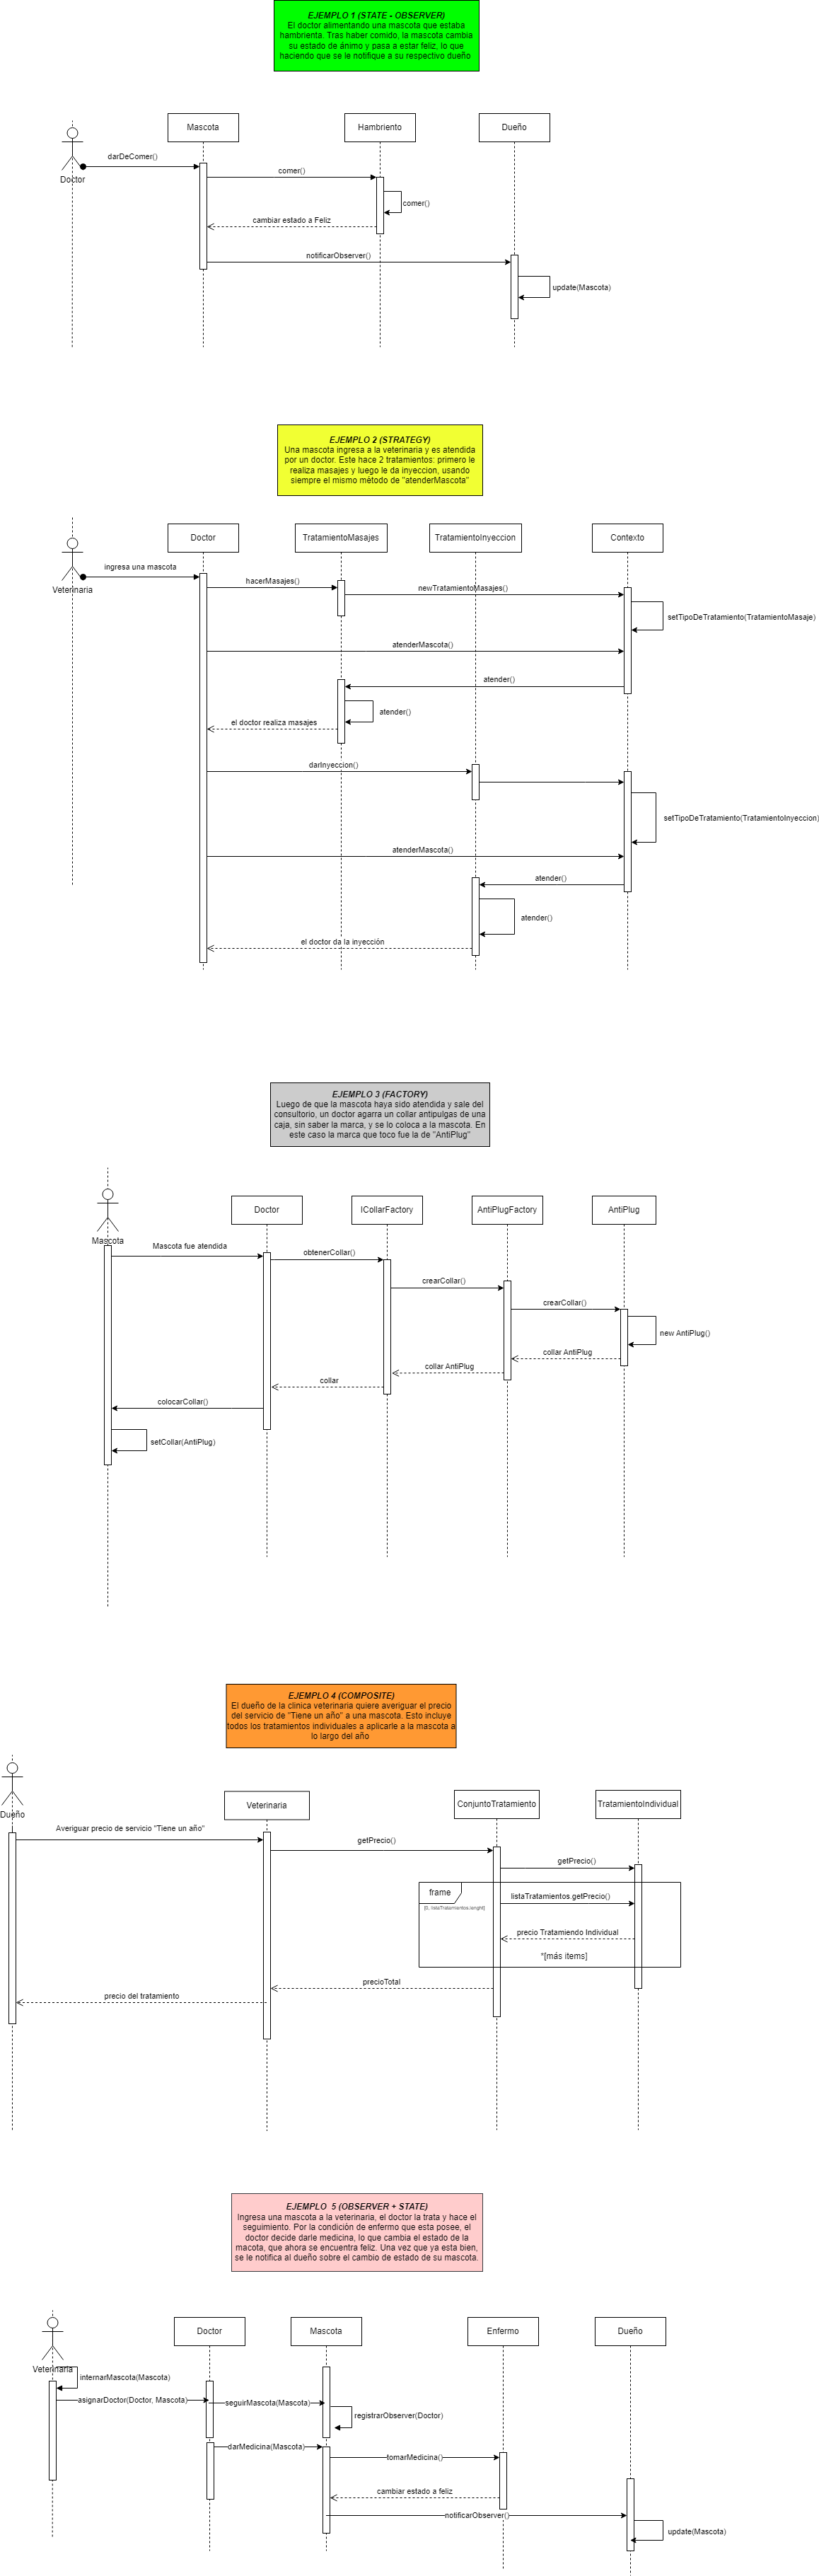 EJEMPLO 1 (STATE - OBSERVER)
El doctor alimentando una mascota que estaba
hambrienta. Tras haber comido, la mascota cambia
su estado de ánimo y pasa a estar feliz, lo que
haciendo que se le notifique a su respectivo dueño
Mascota
Hambriento
Dueño
Doctor
darDeComer()
comer()
comer()
cambiar estado a Feliz
notificarObserver()
update(Mascota)
EJEMPLO 2 (STRATEGY)
Una mascota ingresa a la veterinaria y es atendida
por un doctor. Este hace 2 tratamientos: primero le
realiza masajes y luego le da inyeccion, usando
siempre el mismo método de "atenderMascota"
Doctor
TratamientoMasajes
TratamientoInyeccion
Contexto
Veterinaria
ingresa una mascota
hacerMasajes()
newTratamientoMasajes()
setTipoDeTratamiento(TratamientoMasaje)
atenderMascota()
atender()
atender()
el doctor realiza masajes
darInyeccion()
setTipoDeTratamiento(TratamientoInyeccion)
atenderMascota()
atender()
atender()
el doctor da la inyección
EJEMPLO 3 (FACTORY)
Luego de que la mascota haya sido atendida y sale del
consultorio, un doctor agarra un collar antipulgas de una
caja, sin saber la marca, y se lo coloca a la mascota. En
este caso la marca que toco fue la de "AntiPlug"
Doctor
ICollarFactory
AntiPlugFactory
AntiPlug
Mascota
Mascota fue atendida
obtenerCollar()
crearCollar()
crearCollar()
new AntiPlug()
collar AntiPlug
collar AntiPlug
collar
colocarCollar()
setCollar(AntiPlug)
EJEMPLO 4 (COMPOSITE)
El dueño de la clinica veterinaria quiere averiguar el precio
del servicio de "Tiene un año" a una mascota. Esto incluye
todos los tratamientos individuales a aplicarle a la mascota a
lo largo del año
Dueño
Veterinaria
ConjuntoTratamiento
TratamientoIndividual
Averiguar precio de servicio "Tiene un año"
getPrecio()
getPrecio()
frame
[0, listaTratamientos.lenght]
listaTratamientos.getPrecio()
precio Tratamiendo Individual
*[más items]
precioTotal
precio del tratamiento
EJEMPLO 5 (OBSERVER + STATE)
Ingresa una mascota a la veterinaria, el doctor la trata y hace el
seguimiento. Por la condición de enfermo que esta posee, el
doctor decide darle medicina, lo que cambia el estado de la
macota, que ahora se encuentra feliz. Una vez que ya esta bien,
se le notifica al dueño sobre el cambio de estado de su mascota.
Doctor
Mascota
Enfermo
Dueño
Veterinaria
internarMascota(Mascota)
asignarDoctor(Doctor, Mascota)
seguirMascota(Mascota)
registrarObserver(Doctor)
darMedicina(Mascota)
tomarMedicina()
cambiar estado a feliz
notificarObserver()
update(Mascota)